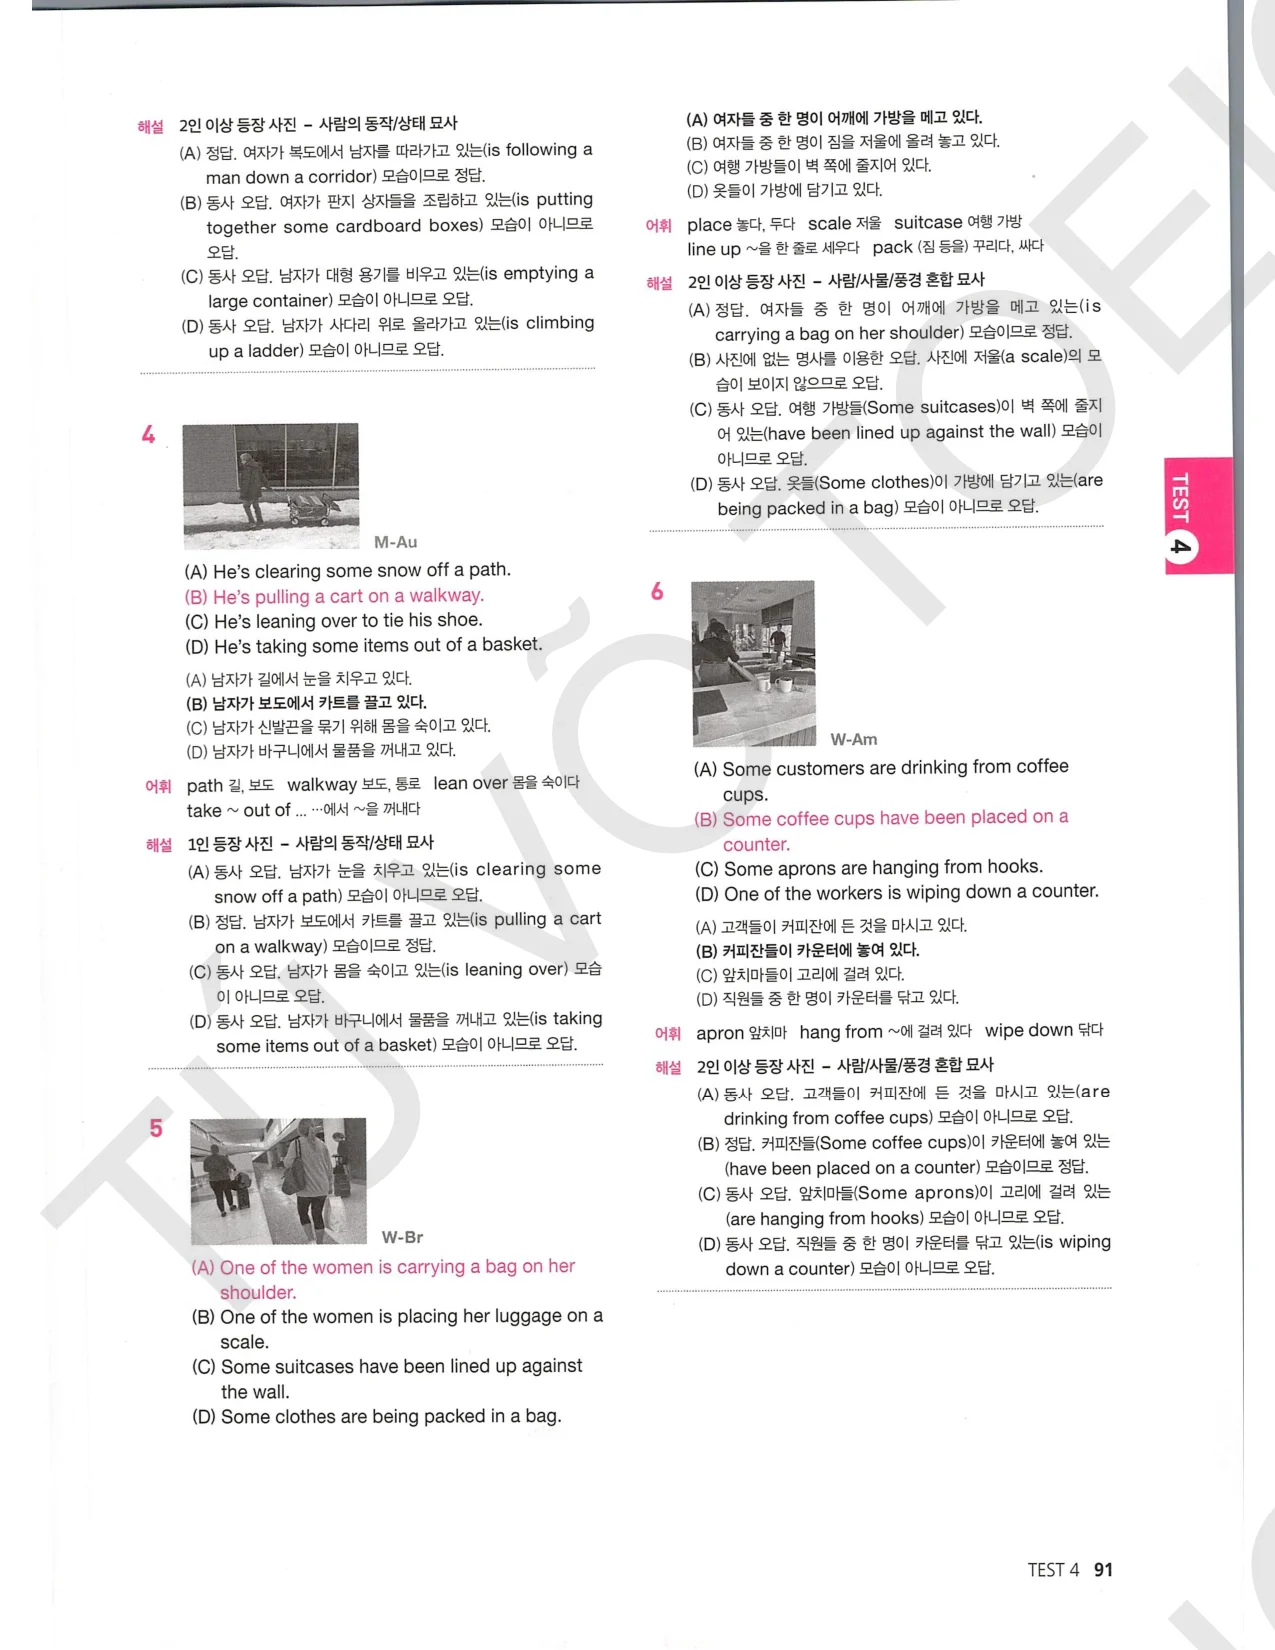 해설 2인 이상 등장 사진 – 사람의 동작/상태 묘사
(A) 정답. 여자가 복도에서 남자를 따라가고 있는(is following a
man down a corridor) 모습이므로 정답.
(B) 동사 오답. 여자가 판지 상자들을 조립하고 있는(is putting
together some cardboard boxes) 모습이 아니므로
오답.
(C) 동사 오답. 남자가 대형 용기를 비우고 있는(is emptying a
large container) 모습이 아니므로 오답.
(D) 동사 오답. 남자가 사다리 위로 올라가고 있는(is climbing
up a ladder) 모습이 아니므로 오답.
4
M-Au
(A) He's clearing some snow off a path.
(B) He's pulling a cart on a walkway.
(C) He's leaning over to tie his shoe.
(D) He's taking some items out of a basket.
(A) 남자가 길에서 눈을 치우고 있다.
(B) 남자가 보도에서 카트를 끌고 있다.
(C) 남자가 신발끈을 묶기 위해 몸을 숙이고 있다.
(D) 남자가 바구니에서 물품을 꺼내고 있다.
어휘 path 길, 보도 walkway 보도, 통로 lean over 몸을 숙이다
take ~ out of ... …에서 ~을 꺼내다
해설 1인 등장 사진 – 사람의 동작/상태 묘사
(A) 동사 오답. 남자가 눈을 치우고 있는(is clearing some
snow off a path) 모습이 아니므로 오답.
(B) 정답. 남자가 보도에서 카트를 끌고 있는(is pulling a cart
on a walkway) 모습이므로 정답.
(C) 동사 오답. 남자가 몸을 숙이고 있는(is leaning over) 모습
이 아니므로 오답.
(D) 동사 오답. 남자가 바구니에서 물품을 꺼내고 있는(is taking
some items out of a basket) 모습이 아니므로 오답.
5
W-Br
(A) One of the women is carrying a bag on her
shoulder.
(B) One of the women is placing her luggage on a
scale.
(C) Some suitcases have been lined up against
the wall.
(D) Some clothes are being packed in a bag.
(A) 여자들 중 한 명이 어깨에 가방을 메고 있다.
(B) 여자들 중 한 명이 짐을 저울에 올려 놓고 있다.
(C) 여행 가방들이 벽 쪽에 줄지어 있다.
(D) 옷들이 가방에 담기고 있다.
어휘 place 놓다, 두다 scale 저울 suitcase 여행 가방
line up ~을 한 줄로 세우다 pack (짐 등을) 꾸리다, 싸다
해설 2인 이상 등장 사진 – 사람/사물/풍경 혼합 묘사
(A) 정답. 여자들 중 한 명이 어깨에 가방을 메고 있는(is
carrying a bag on her shoulder) 모습이므로 정답.
(B) 사진에 없는 명사를 이용한 오답. 사진에 저울(a scale)의 모
습이 보이지 않으므로 오답.
(C) 동사 오답. 여행 가방들(Some suitcases)이 벽 쪽에 줄지
어 있는(have been lined up against the wall) 모습이
아니므로 오답.
(D) 동사 오답. 옷들(Some clothes)이 가방에 담기고 있는(are
being packed in a bag) 모습이 아니므로 오답.
6
W-Am
(A) Some customers are drinking from coffee
cups.
(B) Some coffee cups have been placed on a
counter.
(C) Some aprons are hanging from hooks.
(D) One of the workers is wiping down a counter.
(A) 고객들이 커피잔에 든 것을 마시고 있다.
(B) 커피잔들이 카운터에 놓여 있다.
(C) 앞치마들이 고리에 걸려 있다.
(D) 직원들 중 한 명이 카운터를 닦고 있다.
어휘 apron 앞치마 hang from ~에 걸려 있다 wipe down 닦다
해설 2인 이상 등장 사진 – 사람/사물/풍경 혼합 묘사
(A) 동사 오답. 고객들이 커피잔에 든 것을 마시고 있는(are
drinking from coffee cups) 모습이 아니므로 오답.
(B) 정답. 커피잔들(Some coffee cups)이 카운터에 놓여 있는
(have been placed on a counter) 모습이므로 정답.
(C) 동사 오답. 앞치마들(Some aprons)이 고리에 걸려 있는
(are hanging from hooks) 모습이 아니므로 오답.
(D) 동사 오답. 직원들 중 한 명이 카운터를 닦고 있는(is wiping
down a counter) 모습이 아니므로 오답.
TEST 4
TÚ VÕ TOEIC
TEST 4 91